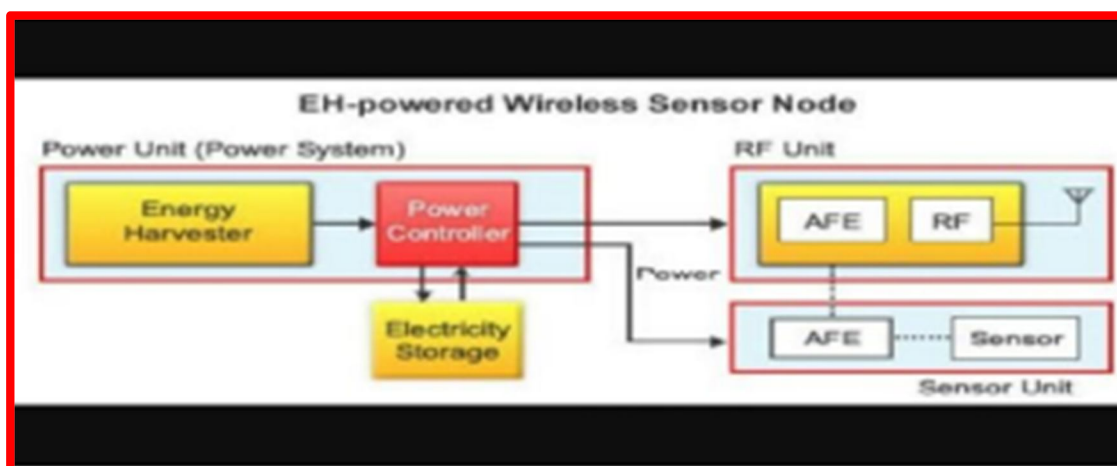 EH-powered Wireless Sensor Node
Power Unit (Power System)
RF Unit
Energy
Harvester
Power
Controller
AFE
RF
Power
Electricity
Storage
AFE
Sensor
Sensor Unit